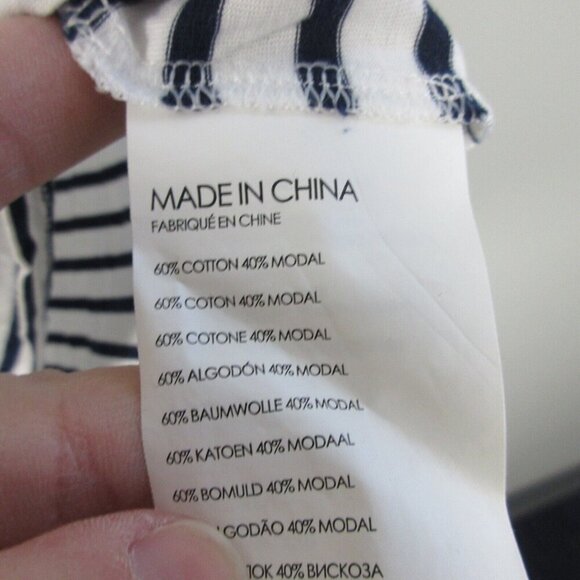 MADE IN CHINA
FABRIQUÉ EN CHINE
60% COTTON 40% MODAL
60% COTON 40% MODAL
60% COTONE 40% MODAL
60% ALGODÓN 40% MODAL
60% BAUMWOLLE 40% MODAL
60% KATOEN 40% MODAAL
60% BOMULD 40% MODAL
40% MODAL
40% ВИСКОЗА